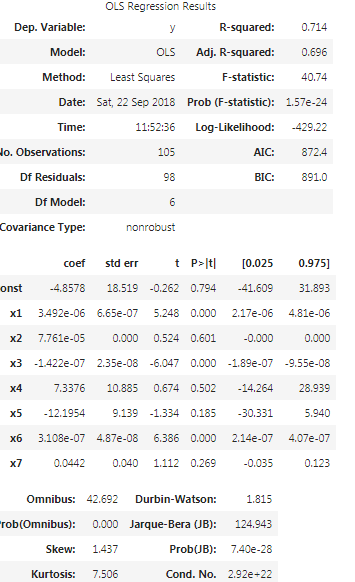 OLS Regression Results
Dep. Variable: y R-squared: 0.714
Model: OLS Adj. R-squared: 0.696
Method: Least Squares F-statistic: 40.74
Date: Sat, 22 Sep 2018 Prob (F-statistic): 1.57e-24
Time: 11:52:36 Log-Likelihood: -429.22
No. Observations: 105 AIC: 872.4
Df Residuals: 98 BIC: 891.0
Df Model: 6
Covariance Type: nonrobust
coef std err t P>|t| [0.025 0.975]
onst -4.8578 18.519 -0.262 0.794 -41.609 31.893
x1 3.492e-06 6.65e-07 5.248 0.000 2.17e-06 4.81e-06
x2 7.761e-05 0.000 0.524 0.601 -0.000 0.000
x3 -1.422e-07 2.35e-08 -6.047 0.000 -1.89e-07 -9.55e-08
x4 7.3376 10.885 0.674 0.502 -14.264 28.939
x5 -12.1954 9.139 -1.334 0.185 -30.331 5.940
x6 3.108e-07 4.87e-08 6.386 0.000 2.14e-07 4.07e-07
x7 0.0442 0.040 1.112 0.269 -0.035 0.123
Omnibus: 42.692 Durbin-Watson: 1.815
Prob(Omnibus): 0.000 Jarque-Bera (JB): 124.943
Skew: 1.437 Prob(JB): 7.40e-28
Kurtosis: 7.506 Cond. No. 2.92e+22